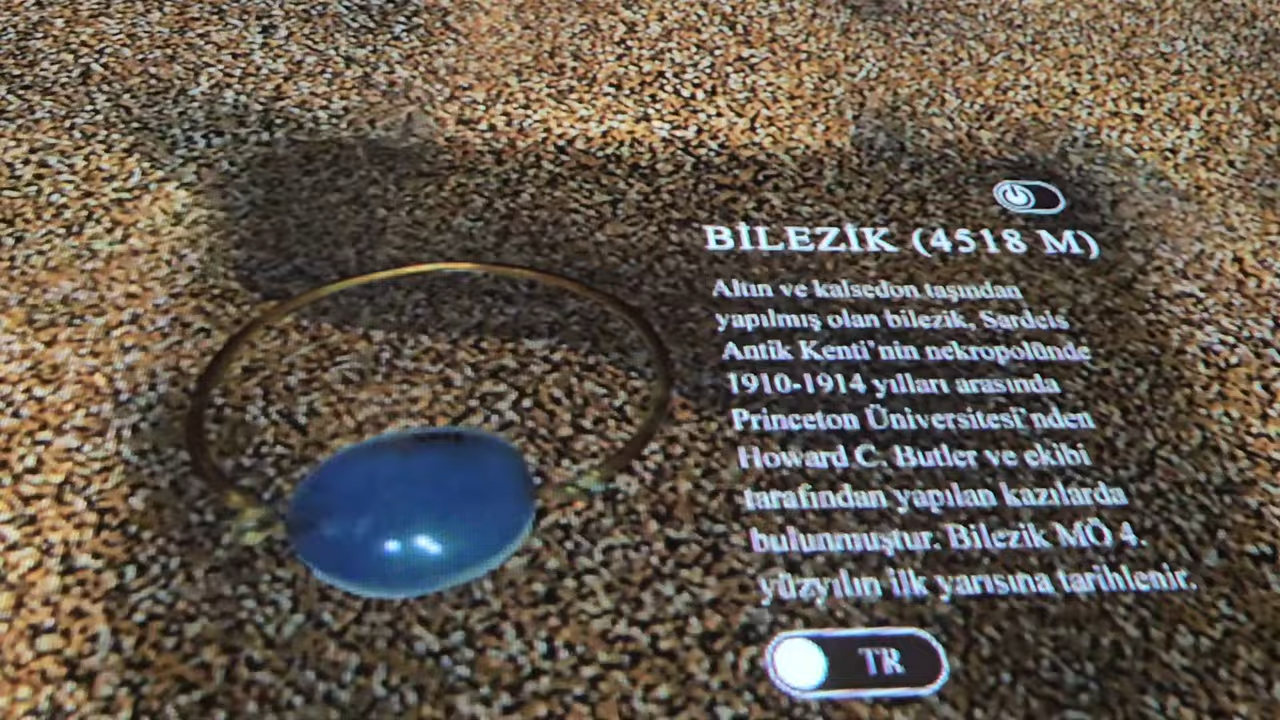 BİLEZİK (4518 M)
Altın ve kalsedon taşından
yapılmış olan bilezik, Sardeis
Antik Kenti'nin nekropolünde
1910-1914 yılları arasında
Princeton Üniversitesi'nden
Howard C. Butler ve ekibi
tarafından yapılan kazılarda
bulunmuştur. Bilezik MÖ 4.
yüzyılın ilk yarısına tarihlenir.
TR